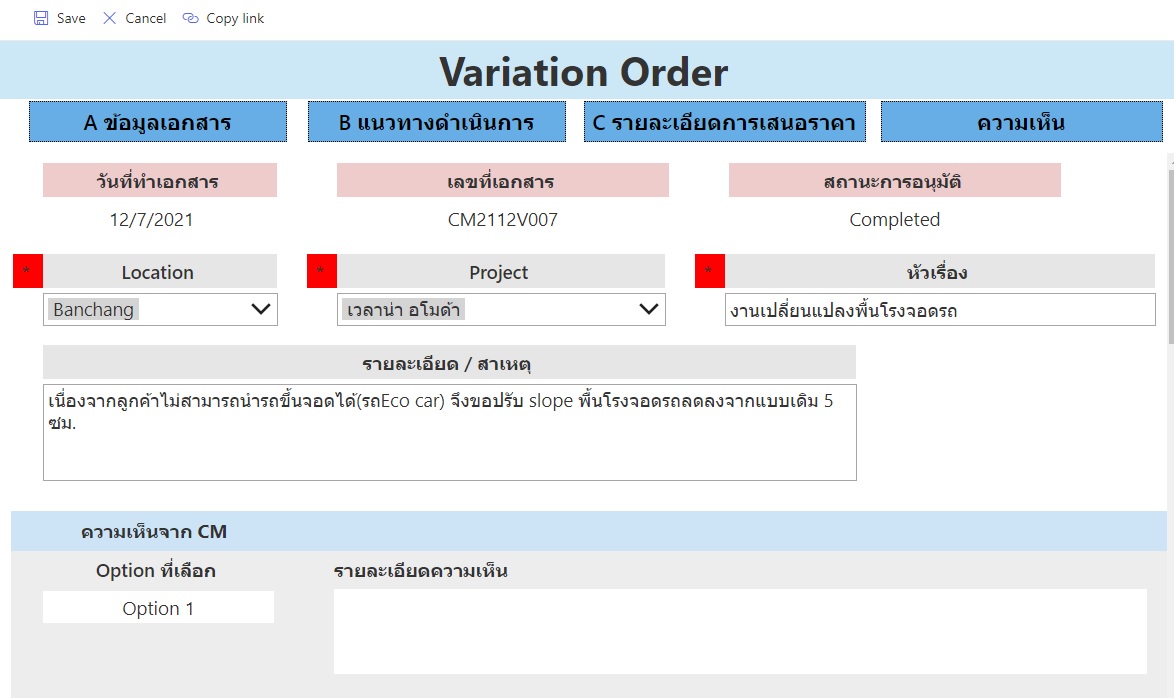 Save Cancel Copy link
Variation Order
A ข้อมูลเอกสาร B แนวทางดำเนินการ C รายละเอียดการเสนอราคา ความเห็น
วันที่ทำเอกสาร เลขที่เอกสาร สถานะการอนุมัติ
12/7/2021 CM2112V007 Completed
* Location * Project * หัวเรื่อง
Banchang เวลาน่า อโมด้า งานเปลี่ยนแปลงพื้นโรงจอดรถ
รายละเอียด / สาเหตุ
เนื่องจากลูกค้าไม่สามารถนำรถขึ้นจอดได้(รถEco car) จึงขอปรับ slope พื้นโรงจอดรถลดลงจากแบบเดิม 5
ซม.
ความเห็นจาก CM
Option ที่เลือก รายละเอียดความเห็น
Option 1